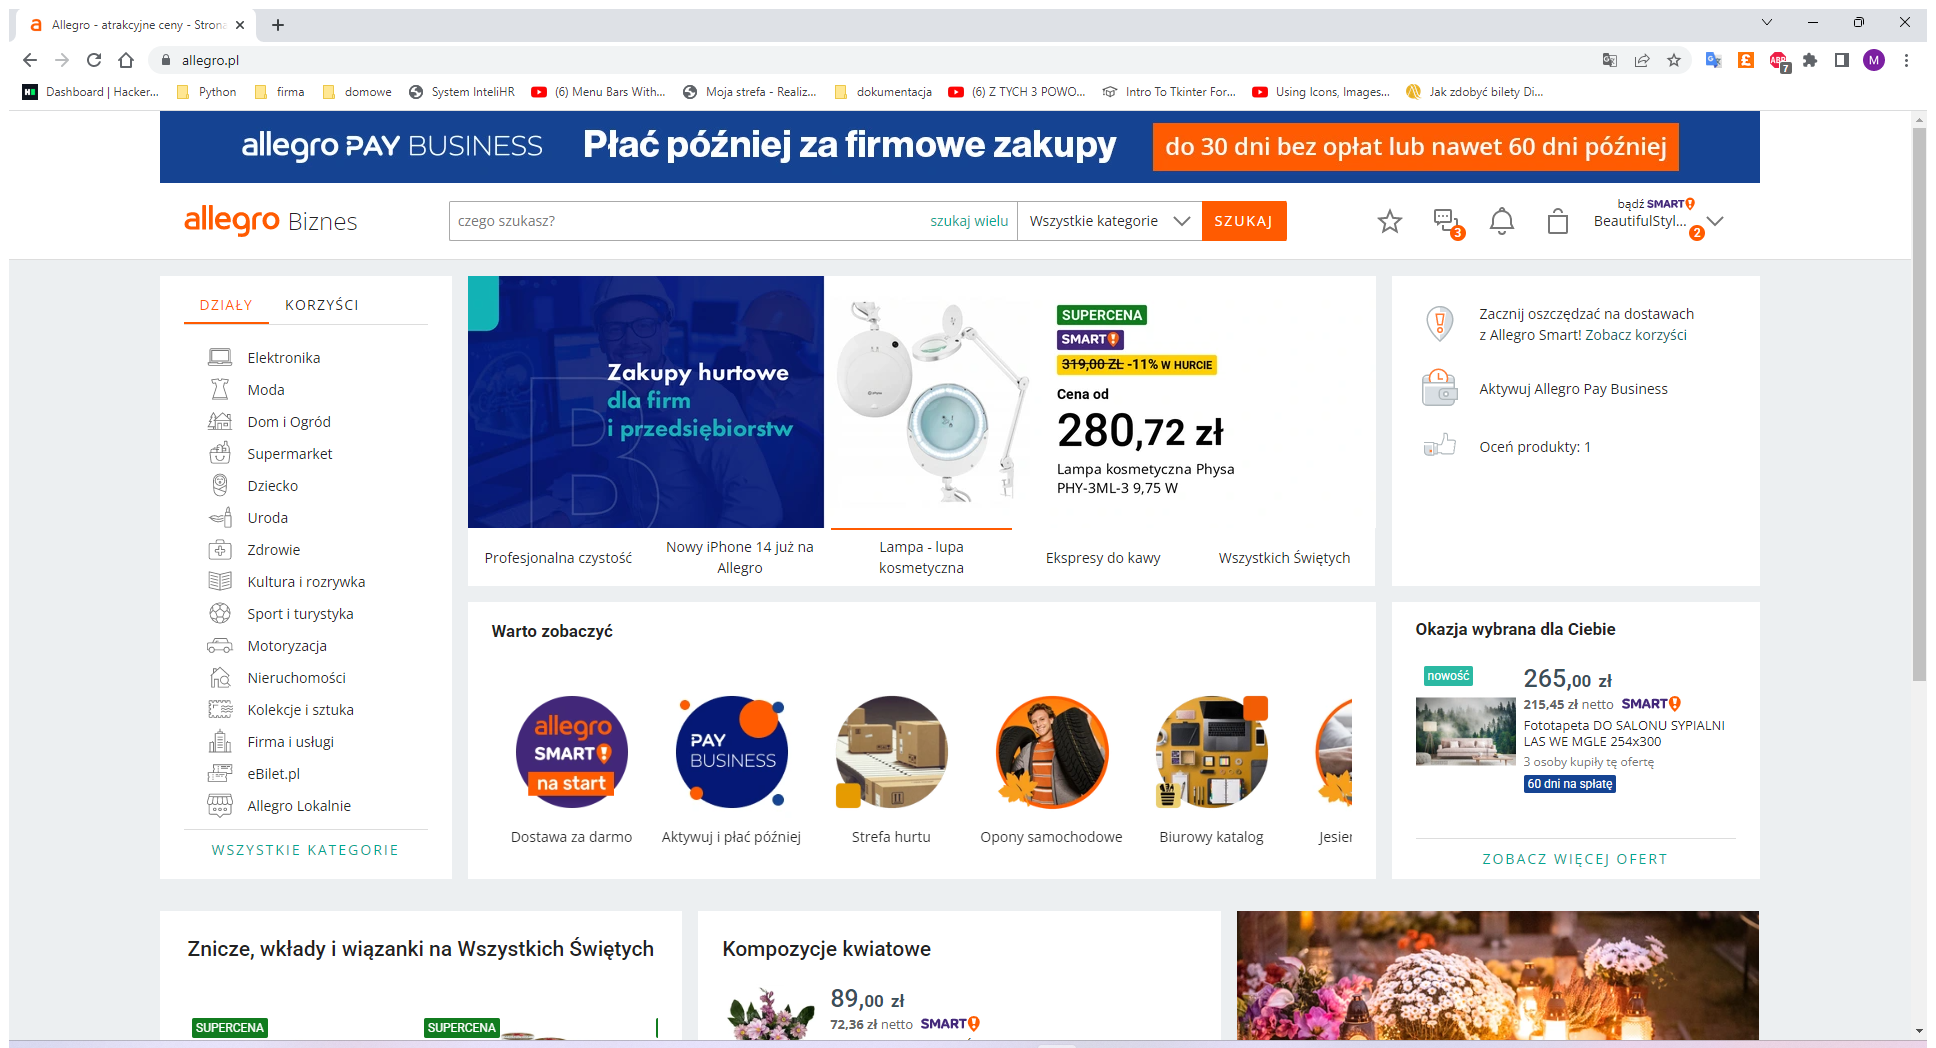 Allegro - atrakcyjne ceny - Strona
allegro.pl
ABP
7
M
Dashboard | Hacker...
Python
firma
domowe
System InteliHR
(6) Menu Bars With...
Moja strefa - Realiz...
dokumentacja
(6) Z TYCH 3 POWO...
Intro To Tkinter For...
Using Icons, Images...
Jak zdobyć bilety Di...
allegro PAY BUSINESS
Płać później za firmowe zakupy
do 30 dni bez opłat lub nawet 60 dni później
allegro Biznes
czego szukasz?
szukaj wielu
Wszystkie kategorie
SZUKAJ
3
bądź SMART!
BeautifulStyl...
2
DZIAŁY
KORZYŚCI
Elektronika
Moda
Dom i Ogród
Supermarket
Dziecko
Uroda
Zdrowie
Kultura i rozrywka
Sport i turystyka
Motoryzacja
Nieruchomości
Kolekcje i sztuka
Firma i usługi
eBilet.pl
Allegro Lokalnie
WSZYSTKIE KATEGORIE
Zakupy hurtowe
dla firm
i przedsiębiorstw
SUPERCENA
SMART!
319,00 ZŁ -11% W HURCIE
Cena od
280,72 zł
Lampa kosmetyczna Physa
PHY-3ML-3 9,75 W
Profesjonalna czystość
Nowy iPhone 14 już na
Allegro
Lampa - lupa
kosmetyczna
Ekspresy do kawy
Wszystkich Świętych
Zacznij oszczędzać na dostawach
z Allegro Smart! Zobacz korzyści
Aktywuj Allegro Pay Business
Oceń produkty: 1
Warto zobaczyć
allegro
SMART!
na start
Dostawa za darmo
PAY
BUSINESS
Aktywuj i płać później
Strefa hurtu
Opony samochodowe
Biurowy katalog
Jesien
Okazja wybrana dla Ciebie
nowość
265,00 zł
215,45 zł netto SMART!
Fototapeta DO SALONU SYPIALNI
LAS WE MGLE 254x300
3 osoby kupiły tę ofertę
60 dni na spłatę
ZOBACZ WIĘCEJ OFERT
Znicze, wkłady i wiązanki na Wszystkich Świętych
SUPERCENA
SUPERCENA
Kompozycje kwiatowe
89,00 zł
72,36 zł netto SMART!